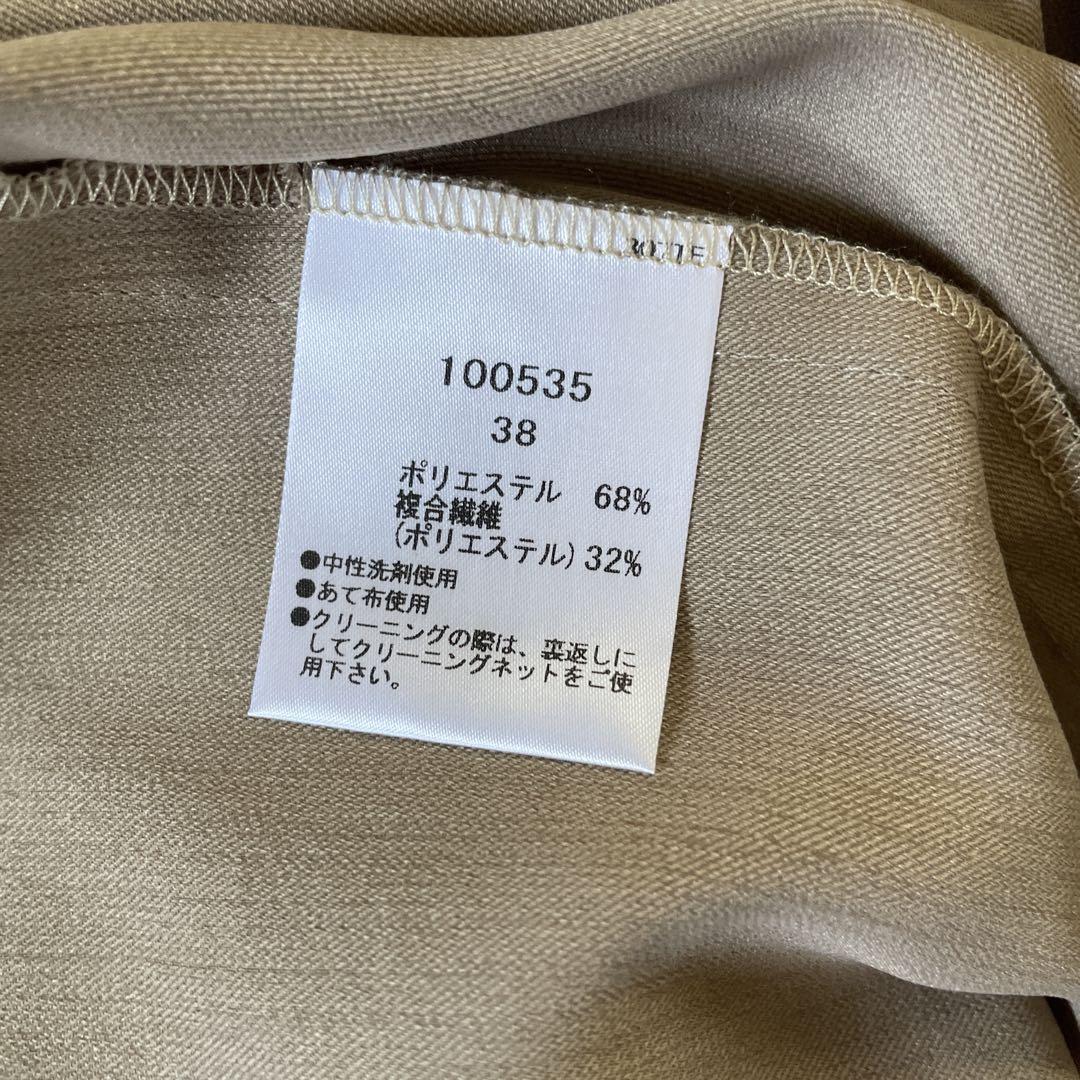 100535
38
ポリエステル 68%
複合繊維
(ポリエステル) 32%
●中性洗剤使用
●あて布使用
●クリーニングの際は、裏返しに
してクリーニングネットをご使
用下さい。